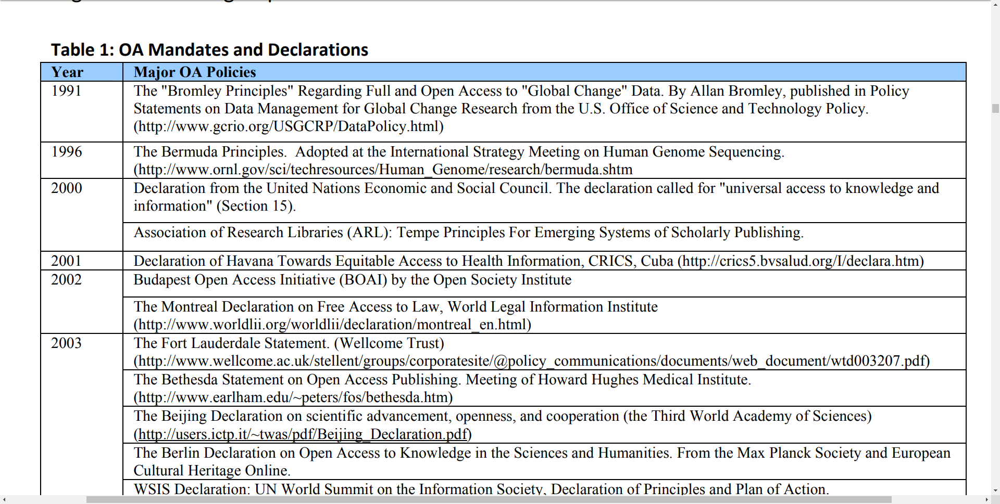 Table 1: OA Mandates and Declarations
Year Major OA Policies
1991 The "Bromley Principles" Regarding Full and Open Access to "Global Change" Data. By Allan Bromley, published in Policy
Statements on Data Management for Global Change Research from the U.S. Office of Science and Technology Policy.
(http://www.gcrio.org/USGCRP/DataPolicy.html)
1996 The Bermuda Principles.  Adopted at the International Strategy Meeting on Human Genome Sequencing.
(http://www.ornl.gov/sci/techresources/Human_Genome/research/bermuda.shtm
2000 Declaration from the United Nations Economic and Social Council. The declaration called for "universal access to knowledge and
information" (Section 15).
Association of Research Libraries (ARL): Tempe Principles For Emerging Systems of Scholarly Publishing.
2001 Declaration of Havana Towards Equitable Access to Health Information, CRICS, Cuba (http://crics5.bvsalud.org/I/declara.htm)
2002 Budapest Open Access Initiative (BOAI) by the Open Society Institute
The Montreal Declaration on Free Access to Law, World Legal Information Institute
(http://www.worldlii.org/worldlii/declaration/montreal_en.html)
2003 The Fort Lauderdale Statement. (Wellcome Trust)
(http://www.wellcome.ac.uk/stellent/groups/corporatesite/@policy_communications/documents/web_document/wtd003207.pdf)
The Bethesda Statement on Open Access Publishing. Meeting of Howard Hughes Medical Institute.
(http://www.earlham.edu/~peters/fos/bethesda.htm)
The Beijing Declaration on scientific advancement, openness, and cooperation (the Third World Academy of Sciences)
(http://users.ictp.it/~twas/pdf/Beijing_Declaration.pdf)
The Berlin Declaration on Open Access to Knowledge in the Sciences and Humanities. From the Max Planck Society and European
Cultural Heritage Online.
WSIS Declaration: UN World Summit on the Information Society, Declaration of Principles and Plan of Action.